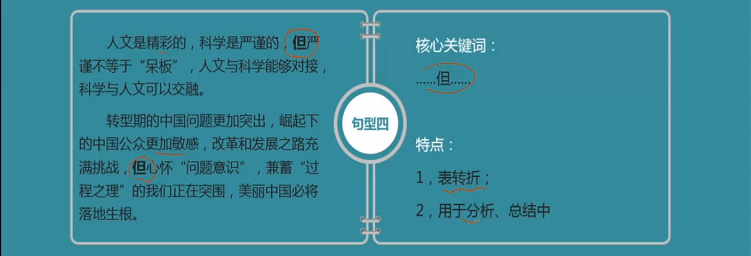 人文是精彩的，科学是严谨的，但严
谨不等于“呆板”，人文与科学能够对接，
科学与人文可以交融。
转型期的中国问题更加突出，崛起下
的中国公众更加敏感，改革和发展之路充
满挑战，但心怀“问题意识”，兼蓄“过
程之理”的我们正在突围，美丽中国必将
落地生根。
句型四
核心关键词：
……但……
特点：
1，表转折；
2，用于分析、总结中